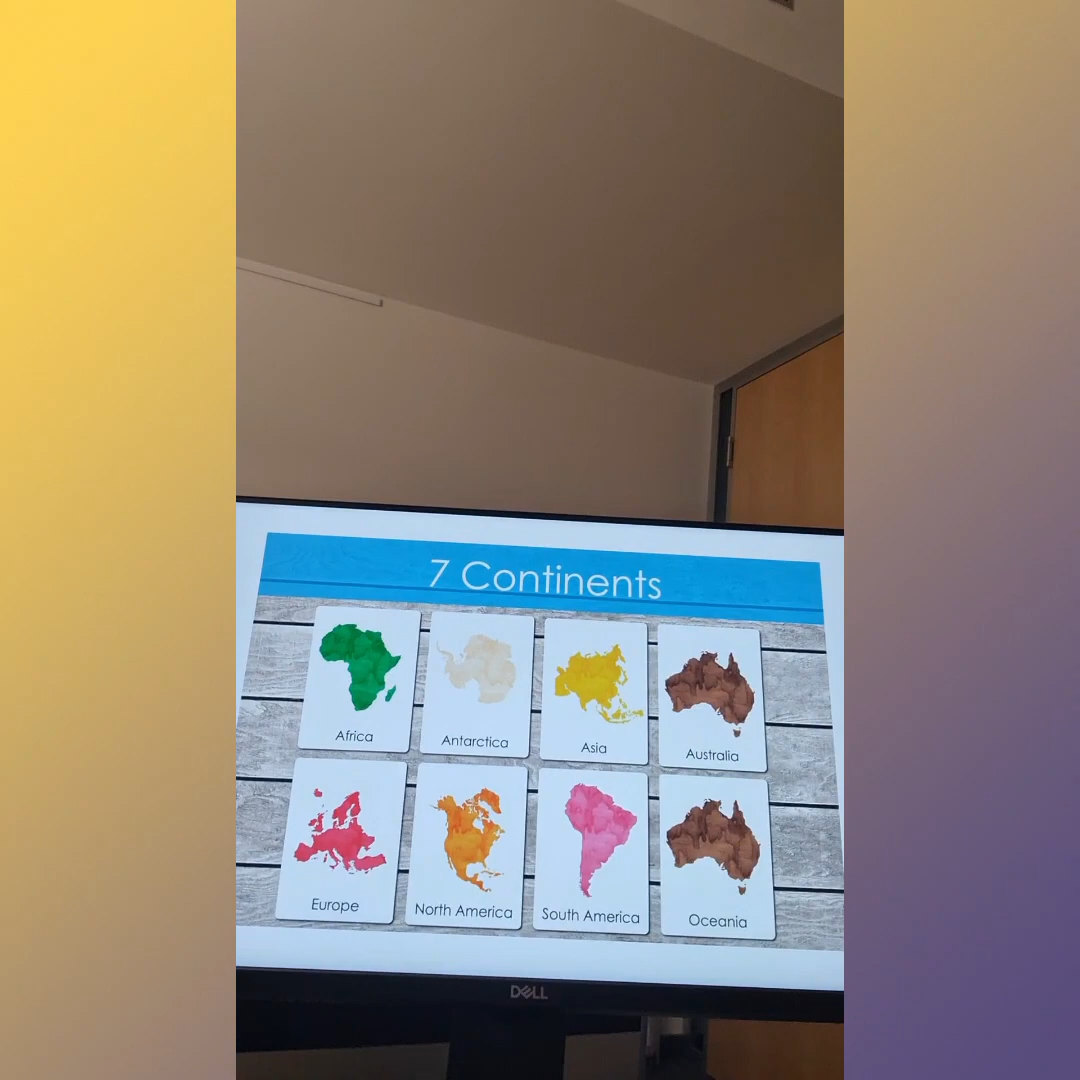 7 Continents
Africa
Antarctica
Asia
Australia
Europe
North America
South America
Oceania
DELL